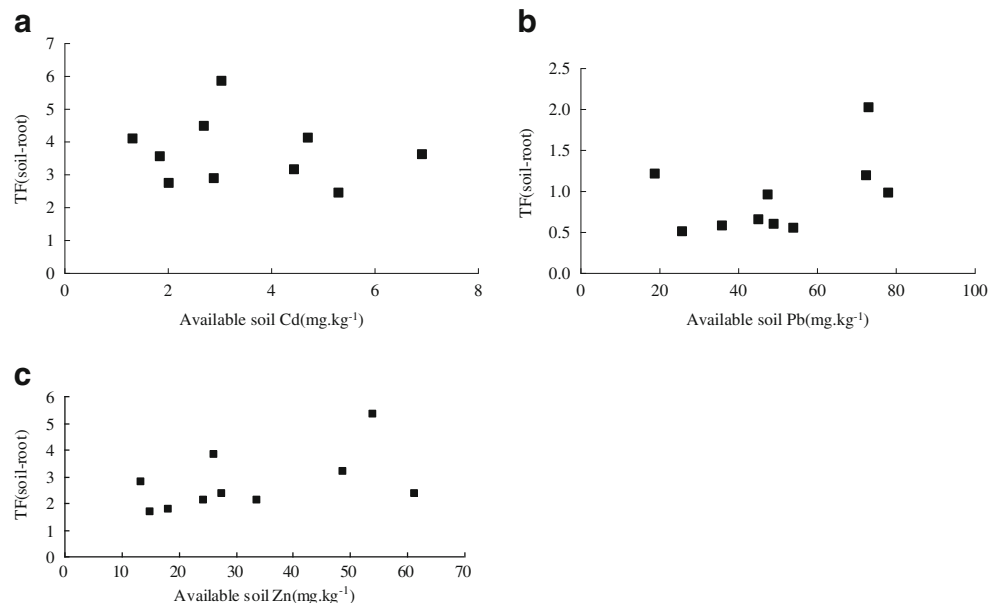 a
7
6
5
4
3
2
1
0
TF(soil-root)
0 2 4 6 8
Available soil Cd(mg.kg-1)
b
2.5
2.0
1.5
1.0
0.5
0.0
TF(soil-root)
0 20 40 60 80 100
Available soil Pb(mg.kg-1)
c
6
5
4
3
2
1
0
TF(soil-root)
0 10 20 30 40 50 60 70
Available soil Zn(mg.kg-1)